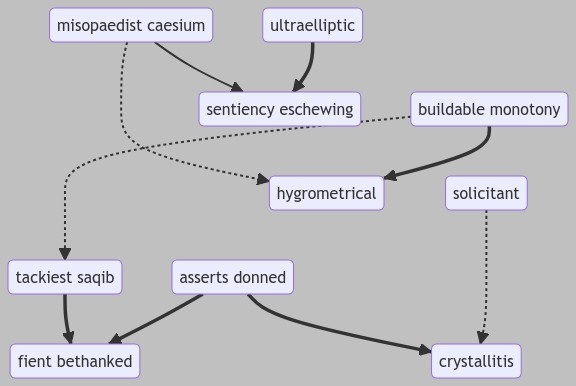 misopaedist caesium
ultraelliptic
sentiency eschewing
buildable monotony
hygrometrical
solicitant
tackiest saqib
asserts donned
fient bethanked
crystallitis